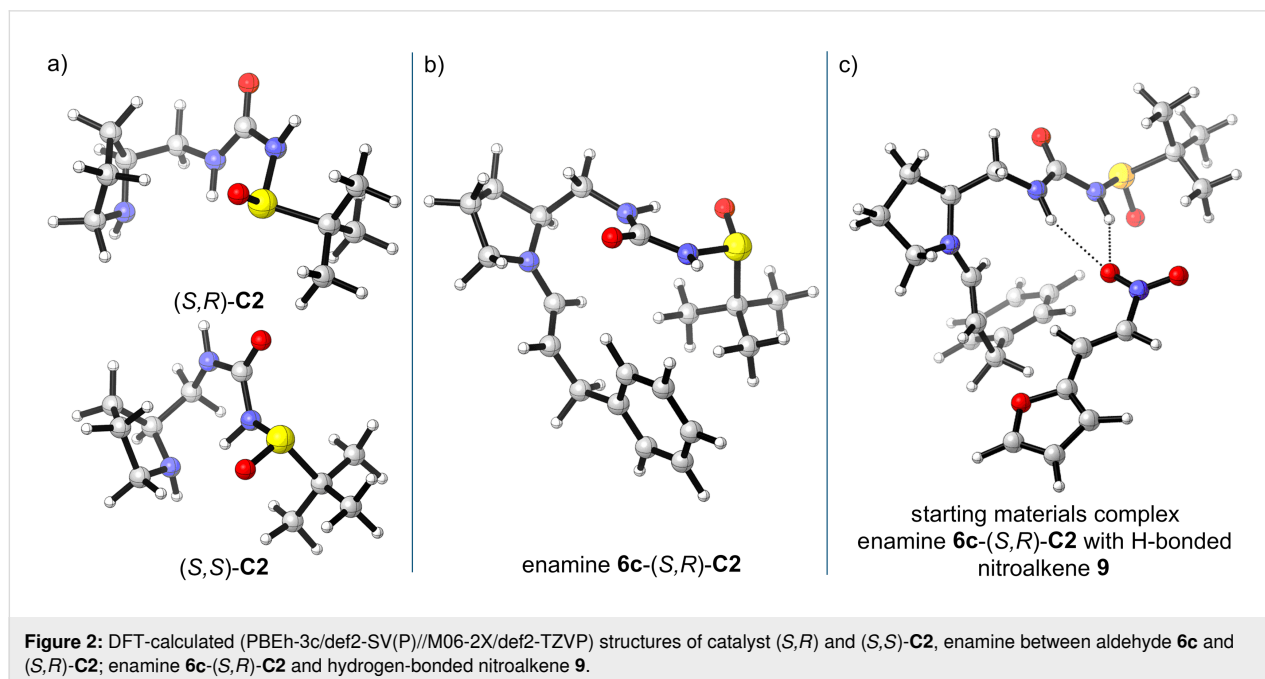 a)
b)
c)
(S,R)-C2
(S,S)-C2
enamine 6c-(S,R)-C2
starting materials complex
enamine 6c-(S,R)-C2 with H-bonded
nitroalkene 9
Figure 2: DFT-calculated (PBEh-3c/def2-SV(P)//M06-2X/def2-TZVP) structures of catalyst (S,R) and (S,S)-C2, enamine between aldehyde 6c and
(S,R)-C2; enamine 6c-(S,R)-C2 and hydrogen-bonded nitroalkene 9.